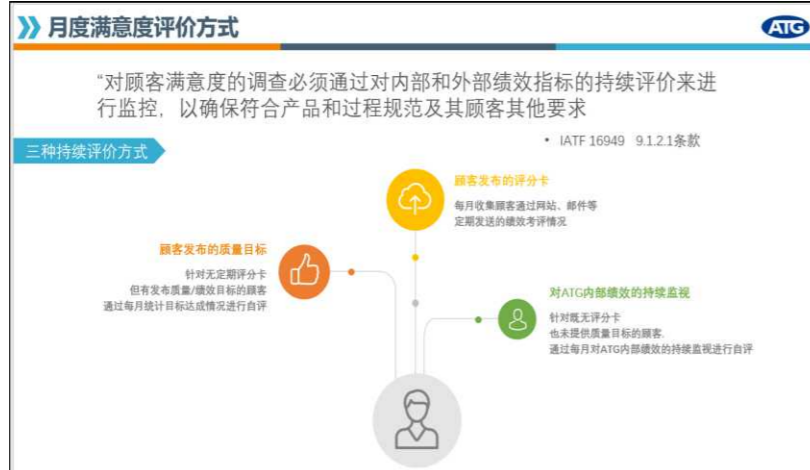 月度满意度评价方式
ATG
“对顾客满意度的调查必须通过对内部和外部绩效指标的持续评价来进
行监控，以确保符合产品和过程规范及其顾客其他要求
• IATF 16949 9.1.2.1条款
三种持续评价方式
顾客发布的评分卡
每月收集顾客通过网站、邮件等
定期发送的绩效考评情况
顾客发布的质量目标
针对无定期评分卡
但有发布质量/绩效目标的顾客
通过每月统计目标达成情况进行自评
对ATG内部绩效的持续监视
针对既无评分卡
也未提供质量目标的顾客.
通过每月对ATG内部绩效的持续监视进行自评